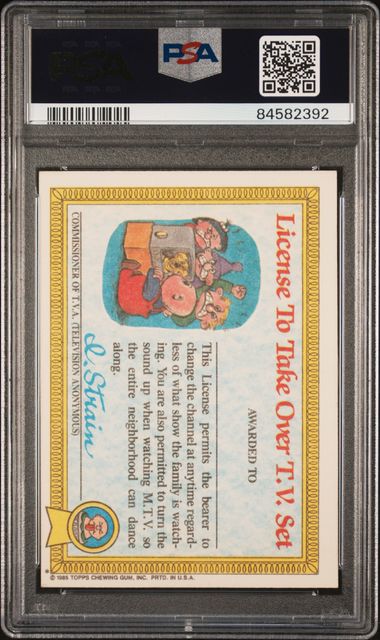 PSA
PSA
84582392
License To Take Over T.V. Set
AWARDED TO
This License permits the bearer to
change the channel at anytime regard-
less of what show the family is watch-
ing. You are also permitted to turn the
sound up when watching M.T.V. so
the entire neighborhood can dance
along.
I. Strain
COMMISSIONER OF T.V.A. (TELEVISION ANONYMOUS)
* © 1985 TOPPS CHEWING GUM, INC. PRTD. IN U.S.A.